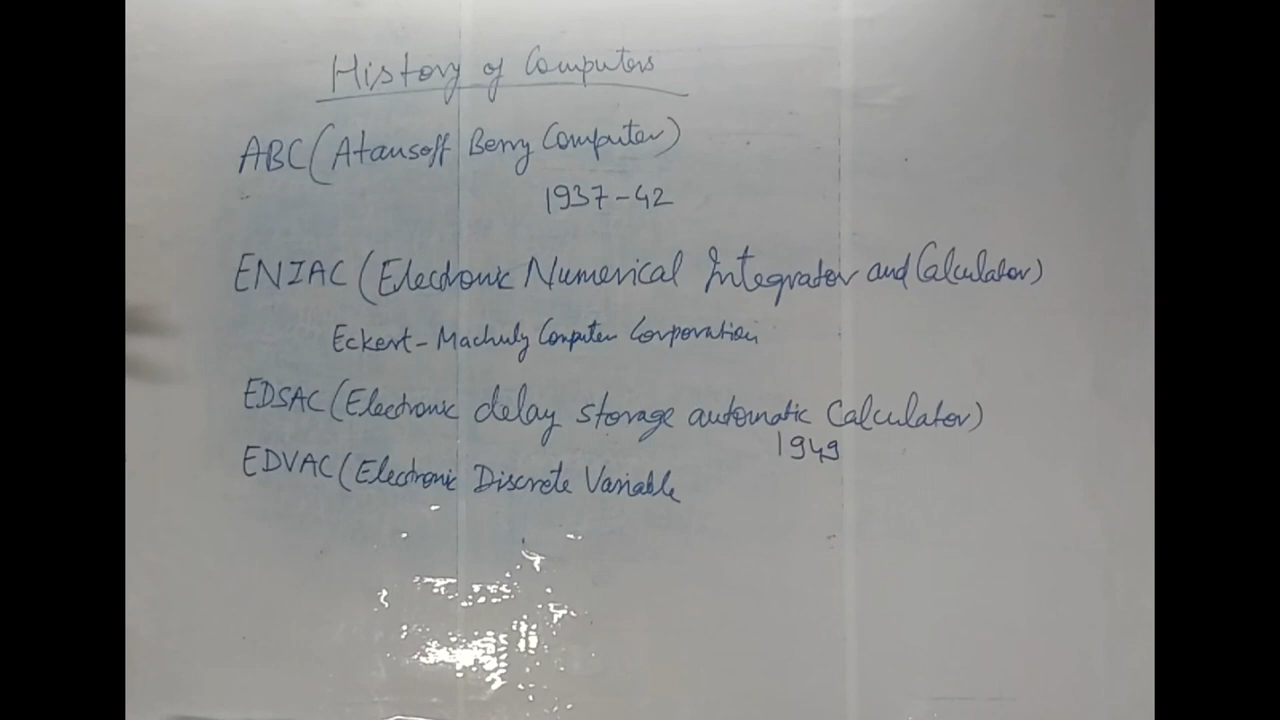 History of Computers
ABC (Atansoff Berry Computer)
1937-42
ENIAC (Electronic Numerical Integrator and Calculator)
Eckert - Machuly Computer Corporation
EDSAC (Electronic delay storage automatic Calculator)
1949
EDVAC (Electronic Discrete Variable